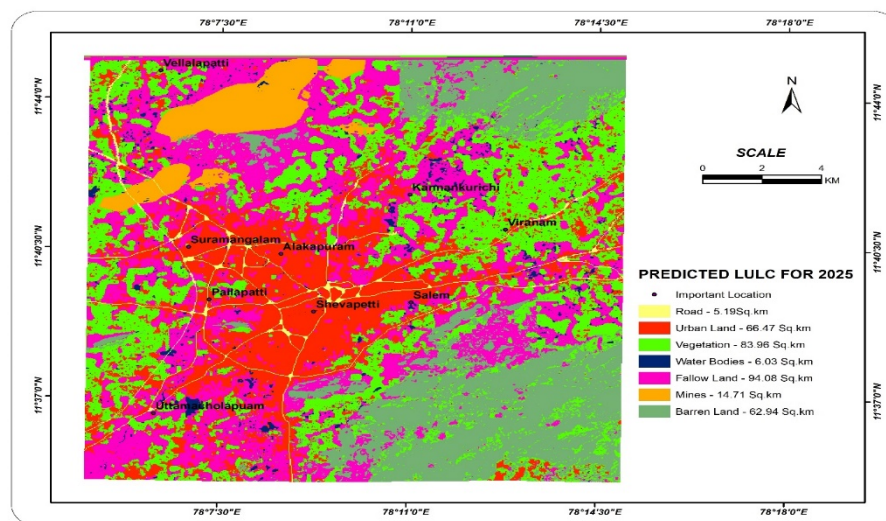 78°7'30"E 78°11'0"E 78°14'30"E 78°18'0"E
Vellalapatti
11°44'0"N 11°44'0"N
N
SCALE
0 2 4
KM
Kannankurichi
Viranam
Suramangalam
Alakapuram
11°40'30"N 11°40'30"N
PREDICTED LULC FOR 2025
Important Location
Road - 5.19Sq.km
Urban Land - 66.47 Sq.km
Vegetation - 83.96 Sq.km
Water Bodies - 6.03 Sq.km
Fallow Land - 94.08 Sq.km
Mines - 14.71 Sq.km
Barren Land - 62.94 Sq.km
Pallapatti
Salem
Shevapetti
11°37'0"N 11°37'0"N
Uttamasholapuam
78°7'30"E 78°11'0"E 78°14'30"E 78°18'0"E